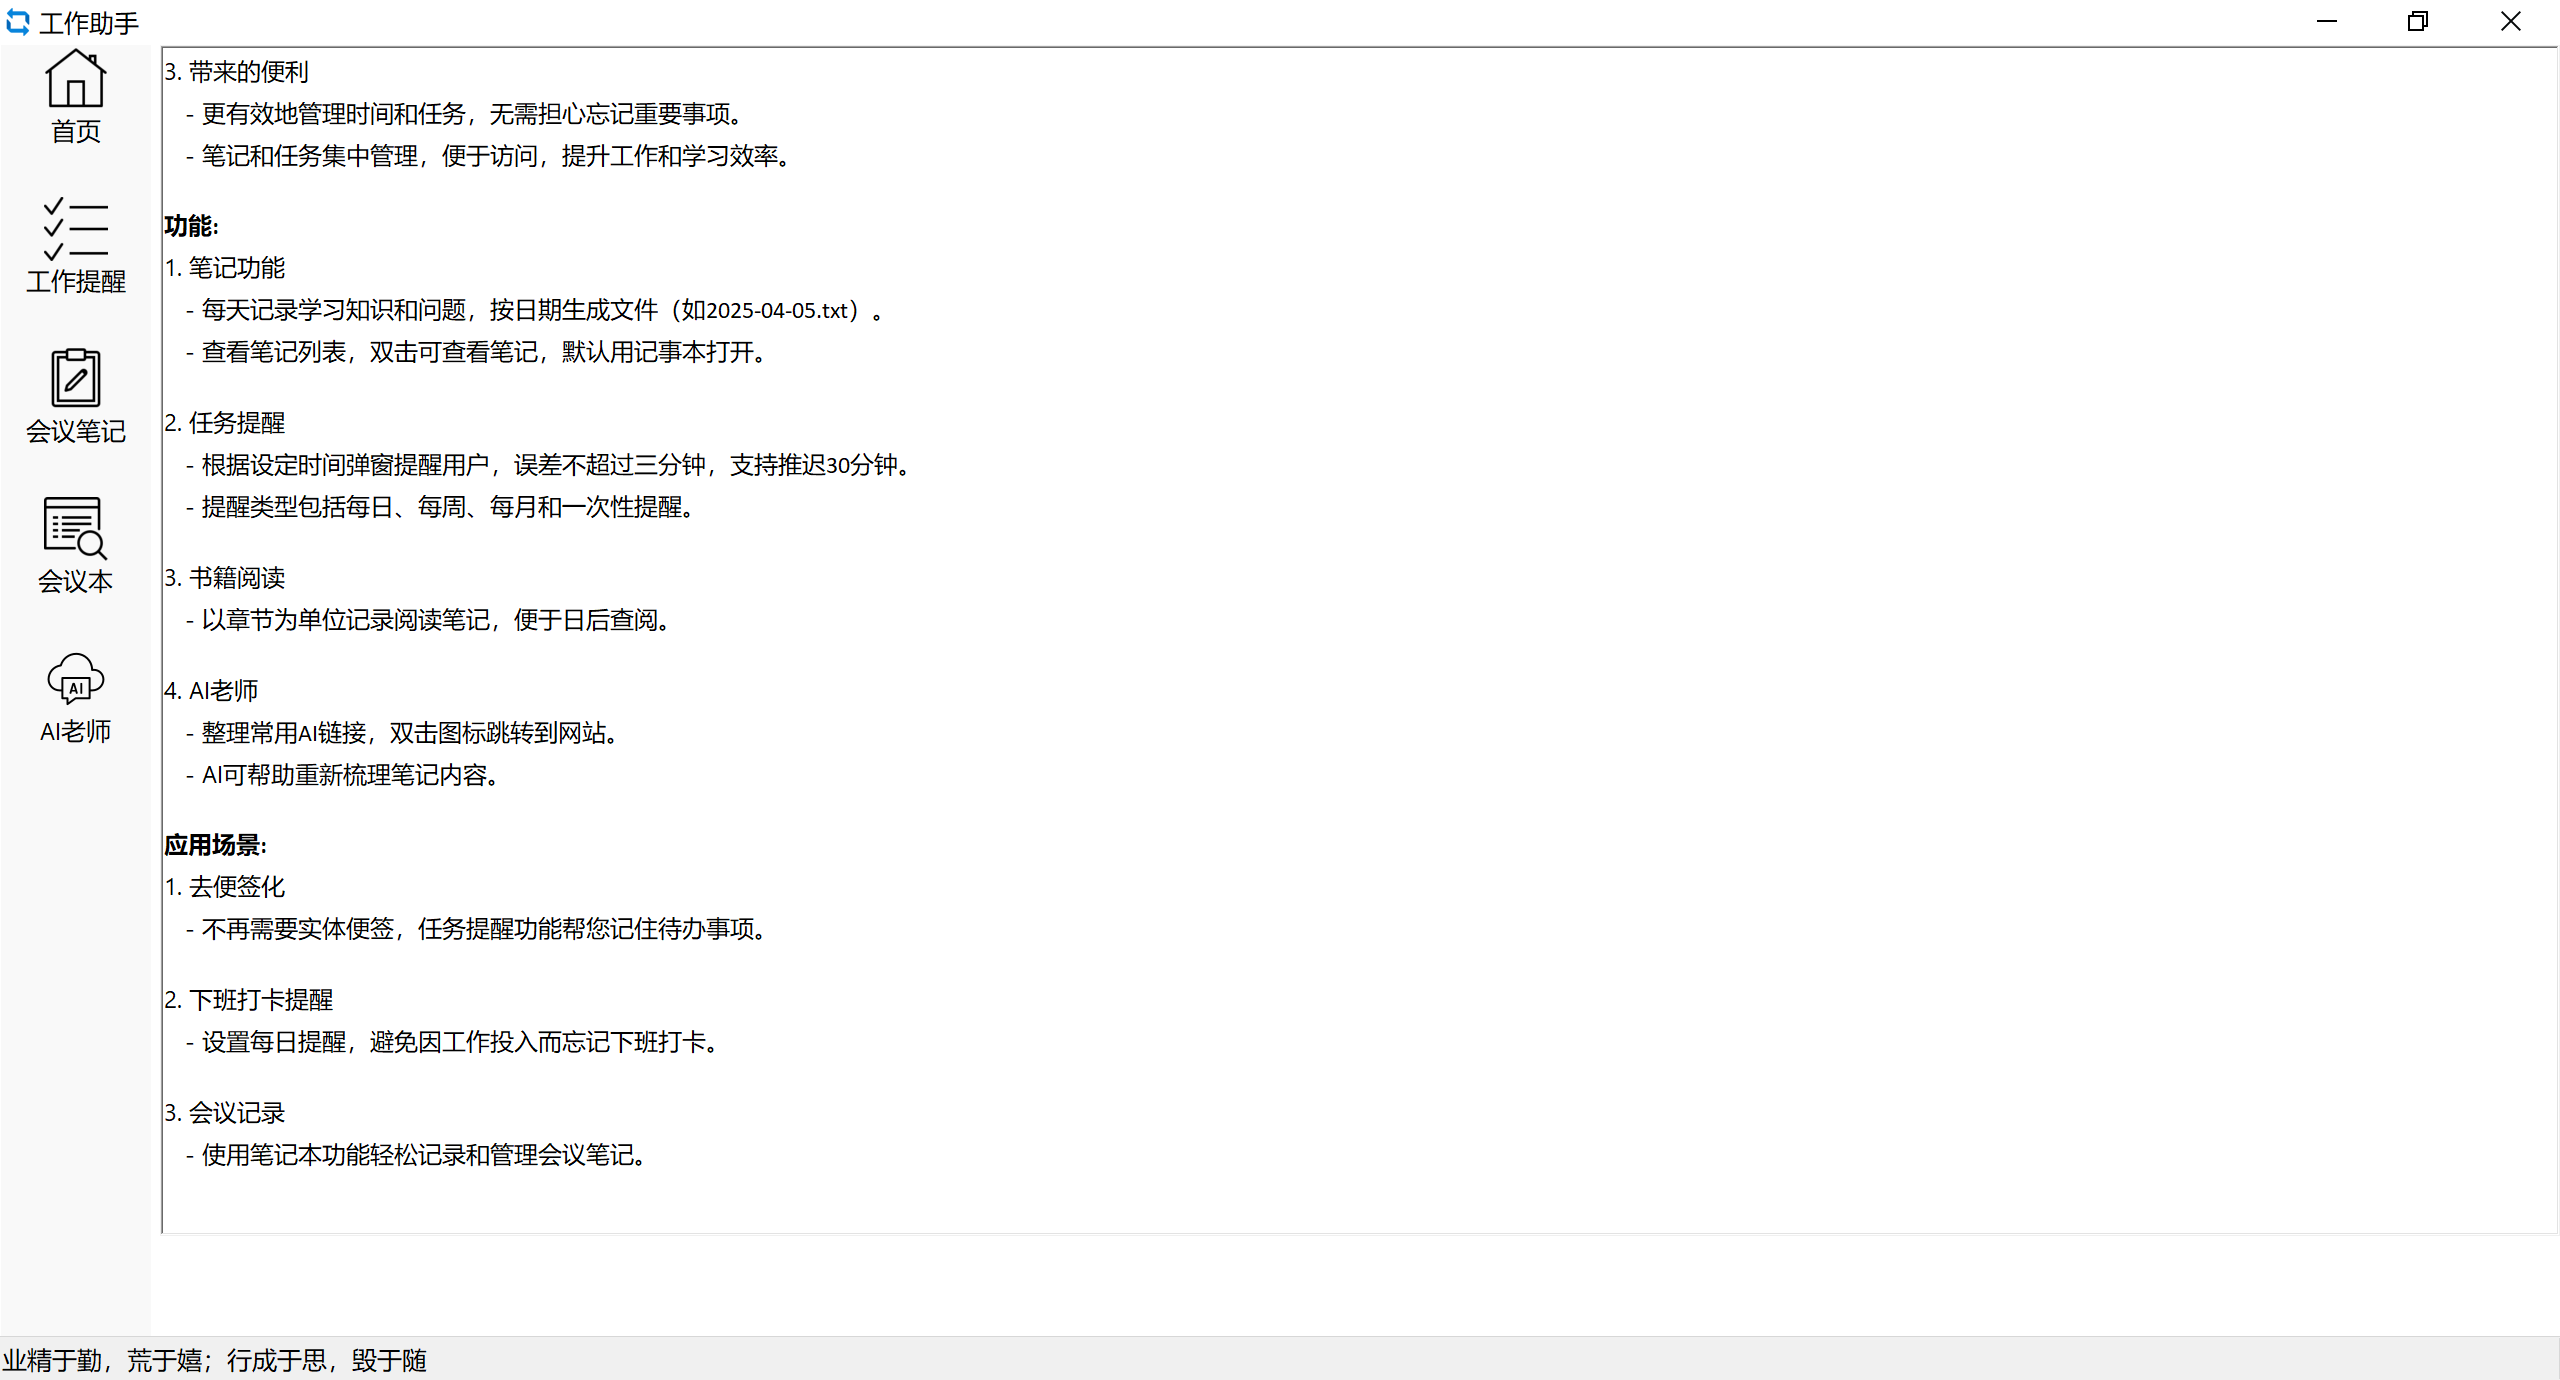 工作助手
首页
工作提醒
会议笔记
会议本
AI
AI老师
3. 带来的便利
- 更有效地管理时间和任务，无需担心忘记重要事项。
- 笔记和任务集中管理，便于访问，提升工作和学习效率。
功能:
1. 笔记功能
- 每天记录学习知识和问题，按日期生成文件（如2025-04-05.txt）。
- 查看笔记列表，双击可查看笔记，默认用记事本打开。
2. 任务提醒
- 根据设定时间弹窗提醒用户，误差不超过三分钟，支持推迟30分钟。
- 提醒类型包括每日、每周、每月和一次性提醒。
3. 书籍阅读
- 以章节为单位记录阅读笔记，便于日后查阅。
4. AI老师
- 整理常用AI链接，双击图标跳转到网站。
- AI可帮助重新梳理笔记内容。
应用场景:
1. 去便签化
- 不再需要实体便签，任务提醒功能帮您记住待办事项。
2. 下班打卡提醒
- 设置每日提醒，避免因工作投入而忘记下班打卡。
3. 会议记录
- 使用笔记本功能轻松记录和管理会议笔记。
业精于勤，荒于嬉；行成于思，毁于随